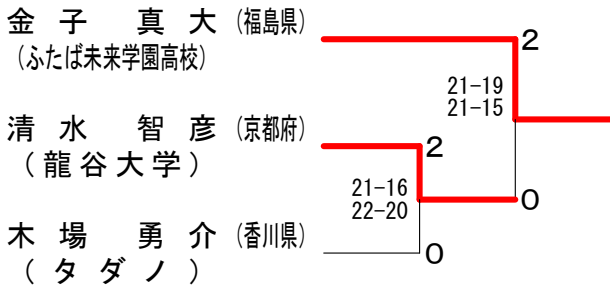 金子 真大 (福島県)
(ふたば未来学園高校)
2
21-19
21-15
清水 智彦 (京都府)
(龍谷大学)
2
21-16
22-20
0
木場 勇介 (香川県)
(タダノ)
0